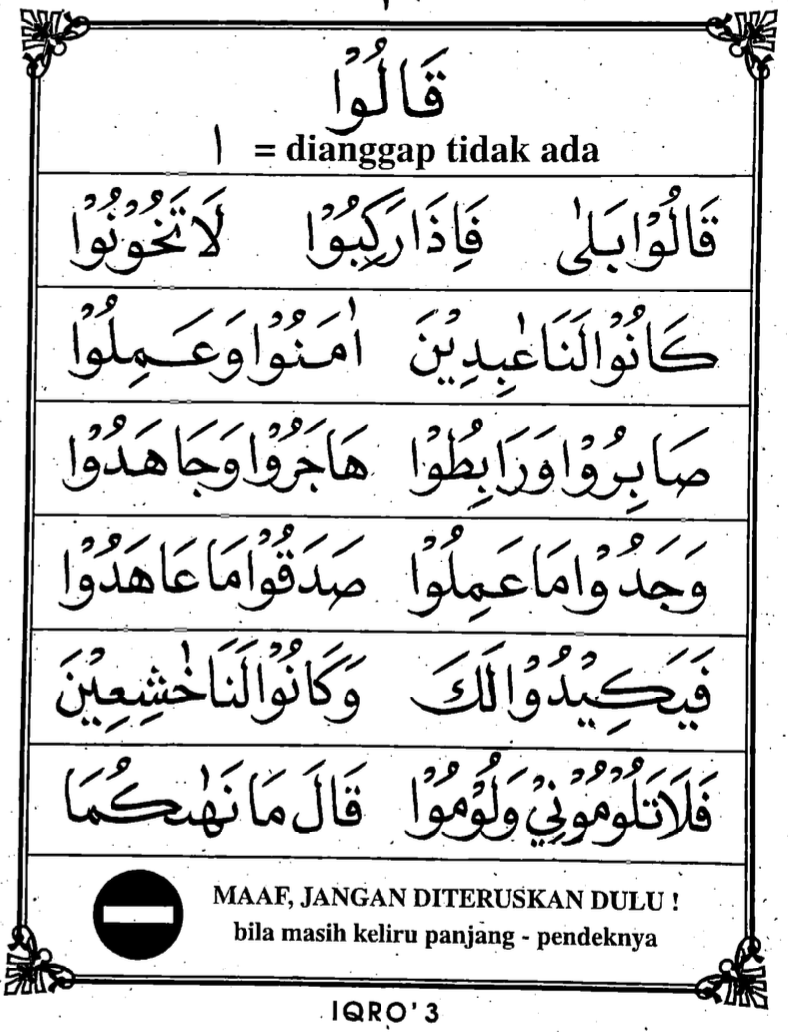 قَالُوْا
ا = dianggap tidak ada
قَالُوْا بَلٰى فَاِذَا رَكِبُوْا لَا تَخُوْنُوْا
كَانُوْا لَنَا عٰبِدِيْنَ اٰمَنُوْا وَعَمِلُوْا
صَابِرُوْا وَرَابِطُوْا هَاجَرُوْا وَجَاهَدُوْا
وَجَدُوْا مَا عَمِلُوْا صَدَقُوْا مَا عَاهَدُوْا
فَيَكِيْدُوْا لَكَ وَكَانُوْا لَنَا خٰشِعِيْنَ
فَلَا تَلُوْمُوْنِيْ وَلُوْمُوْا قَالَ مَا نَهٰىكُمَا
MAAF, JANGAN DITERUSKAN DULU !
bila masih keliru panjang - pendeknya
IQRO' 3